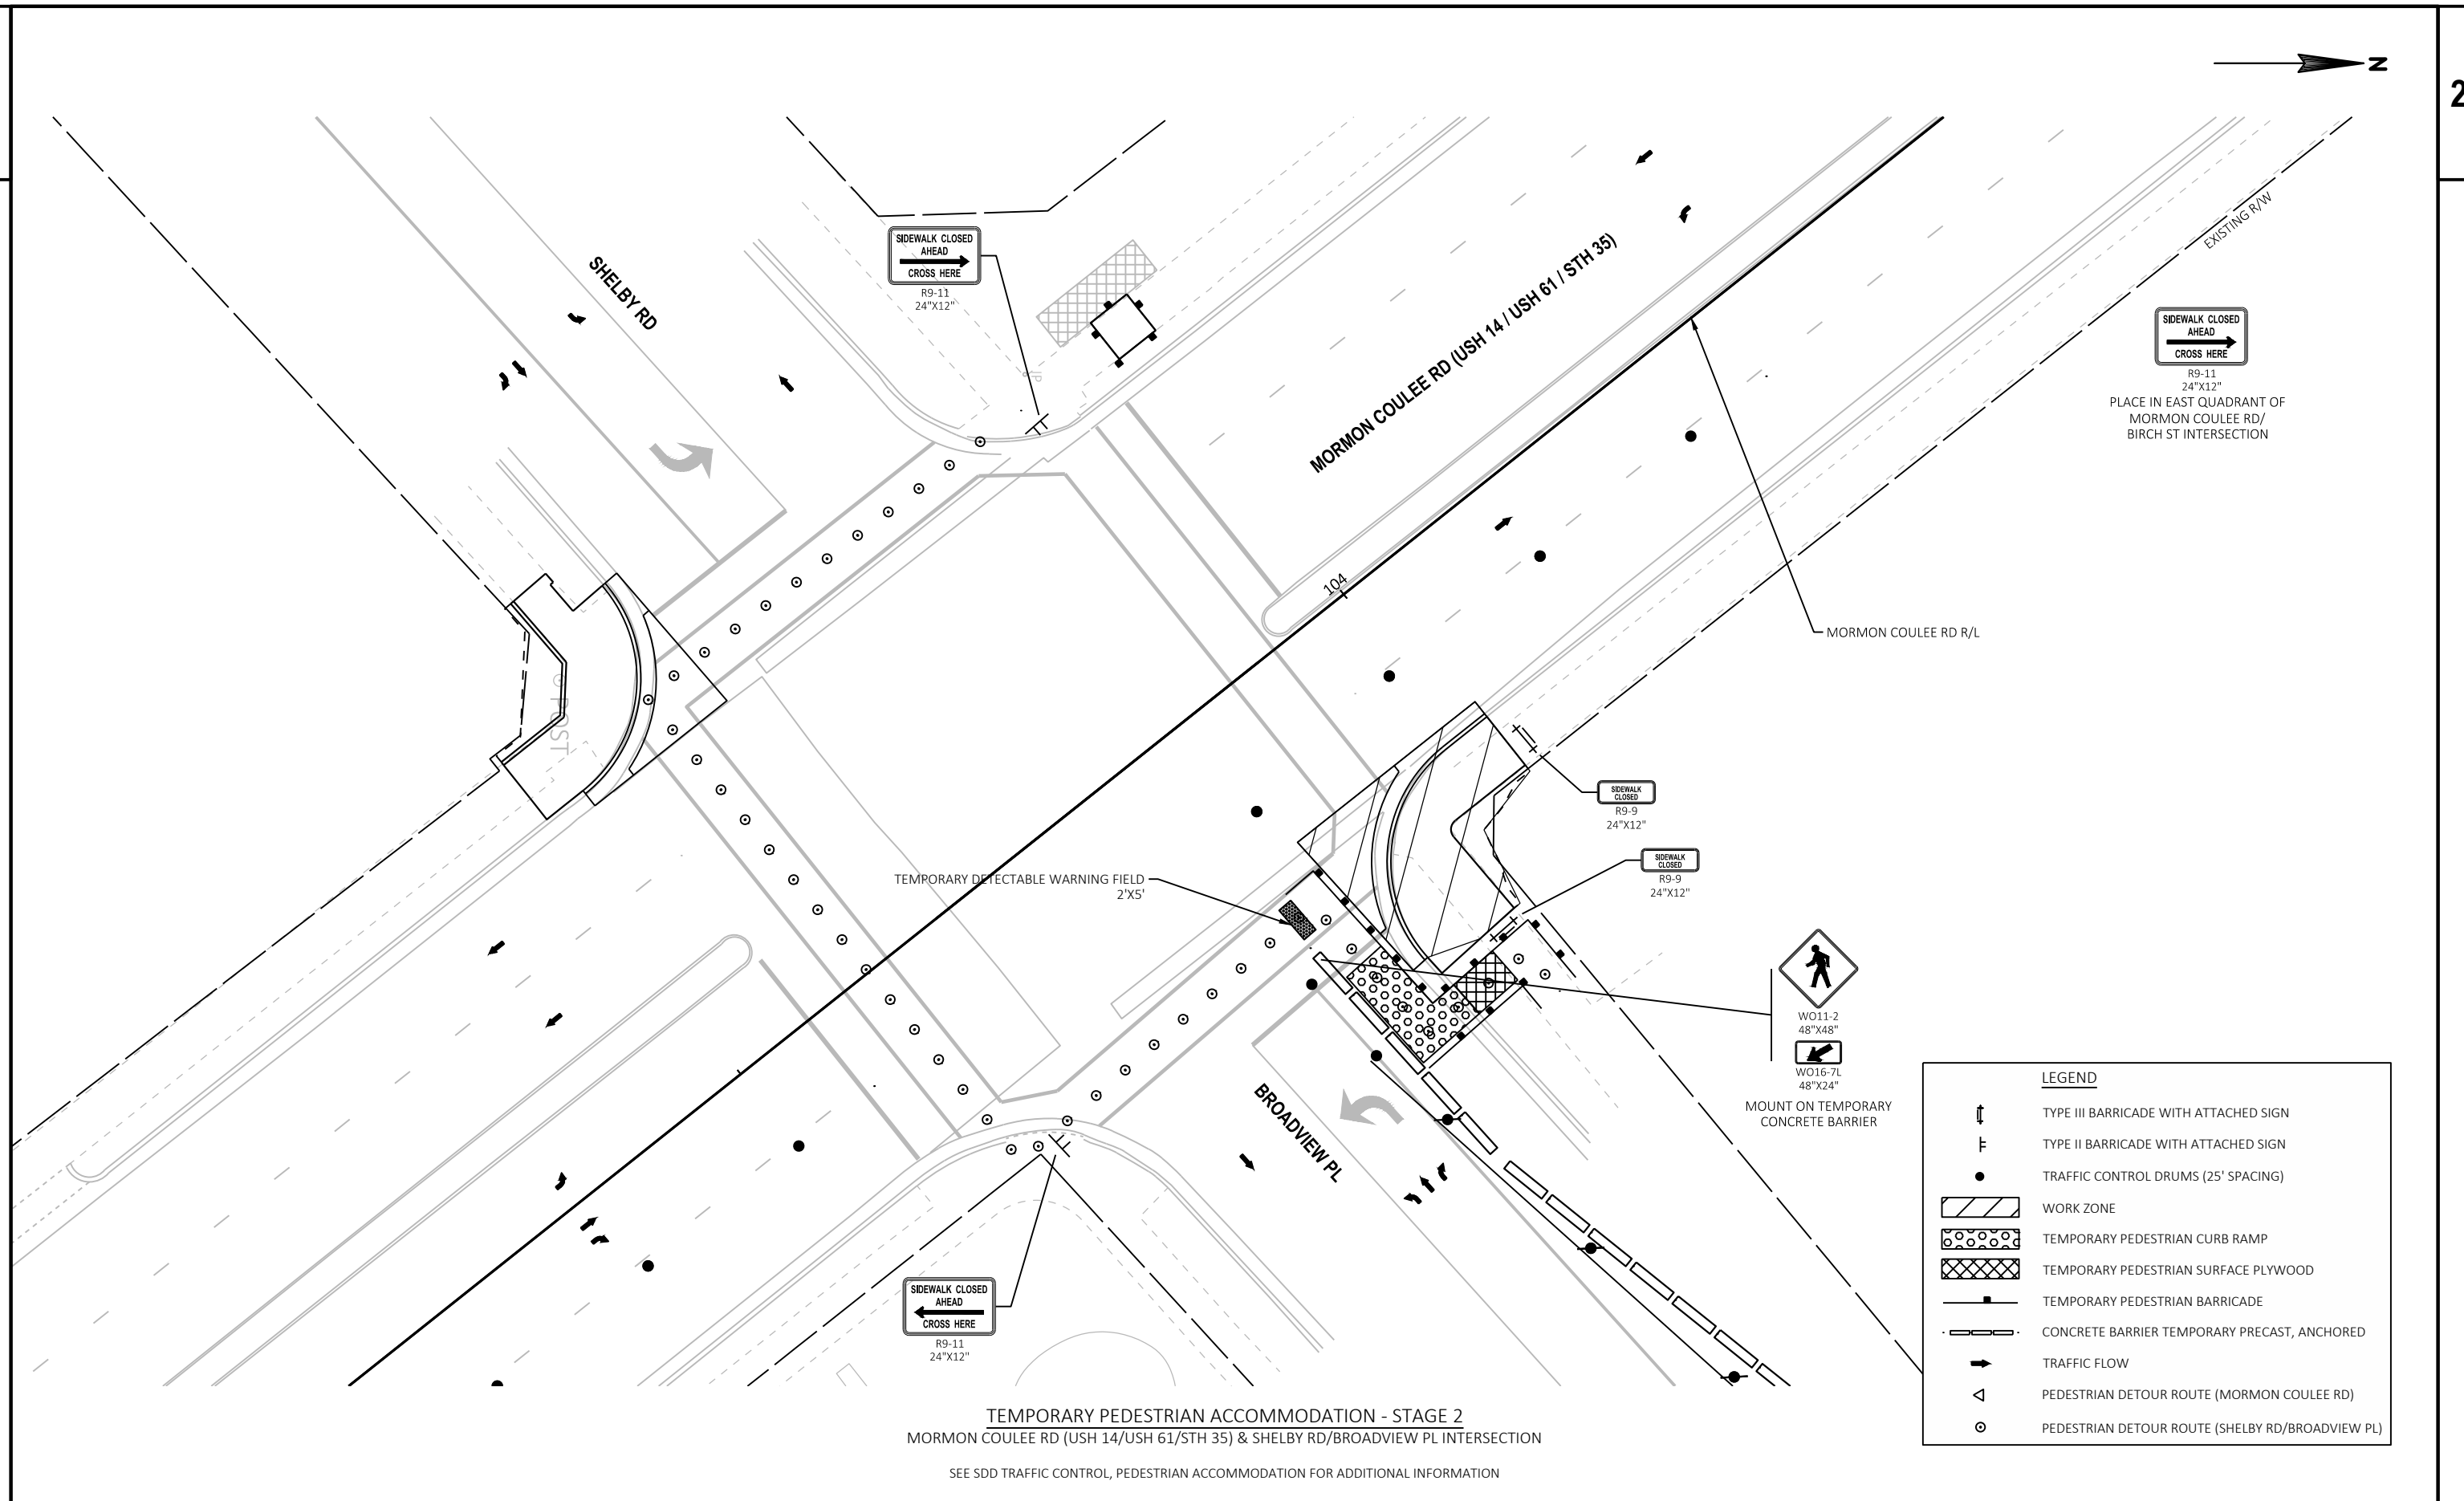 N
2
SIDEWALK CLOSED
AHEAD
CROSS HERE
R9-11
24"X12"
SHELBY RD
MORMON COULEE RD (USH 14 / USH 61 / STH 35)
EXISTING R/W
SIDEWALK CLOSED
AHEAD
CROSS HERE
R9-11
24"X12"
PLACE IN EAST QUADRANT OF
MORMON COULEE RD/
BIRCH ST INTERSECTION
104
MORMON COULEE RD R/L
POST
SIDEWALK
CLOSED
R9-9
24"X12"
SIDEWALK
CLOSED
R9-9
24"X12"
TEMPORARY DETECTABLE WARNING FIELD
2'X5'
WO11-2
48"X48"
WO16-7L
48"X24"
MOUNT ON TEMPORARY
CONCRETE BARRIER
BROADVIEW PL
SIDEWALK CLOSED
AHEAD
CROSS HERE
R9-11
24"X12"
LEGEND
TYPE III BARRICADE WITH ATTACHED SIGN
TYPE II BARRICADE WITH ATTACHED SIGN
TRAFFIC CONTROL DRUMS (25' SPACING)
WORK ZONE
TEMPORARY PEDESTRIAN CURB RAMP
TEMPORARY PEDESTRIAN SURFACE PLYWOOD
TEMPORARY PEDESTRIAN BARRICADE
CONCRETE BARRIER TEMPORARY PRECAST, ANCHORED
TRAFFIC FLOW
PEDESTRIAN DETOUR ROUTE (MORMON COULEE RD)
PEDESTRIAN DETOUR ROUTE (SHELBY RD/BROADVIEW PL)
TEMPORARY PEDESTRIAN ACCOMMODATION - STAGE 2
MORMON COULEE RD (USH 14/USH 61/STH 35) & SHELBY RD/BROADVIEW PL INTERSECTION
SEE SDD TRAFFIC CONTROL, PEDESTRIAN ACCOMMODATION FOR ADDITIONAL INFORMATION